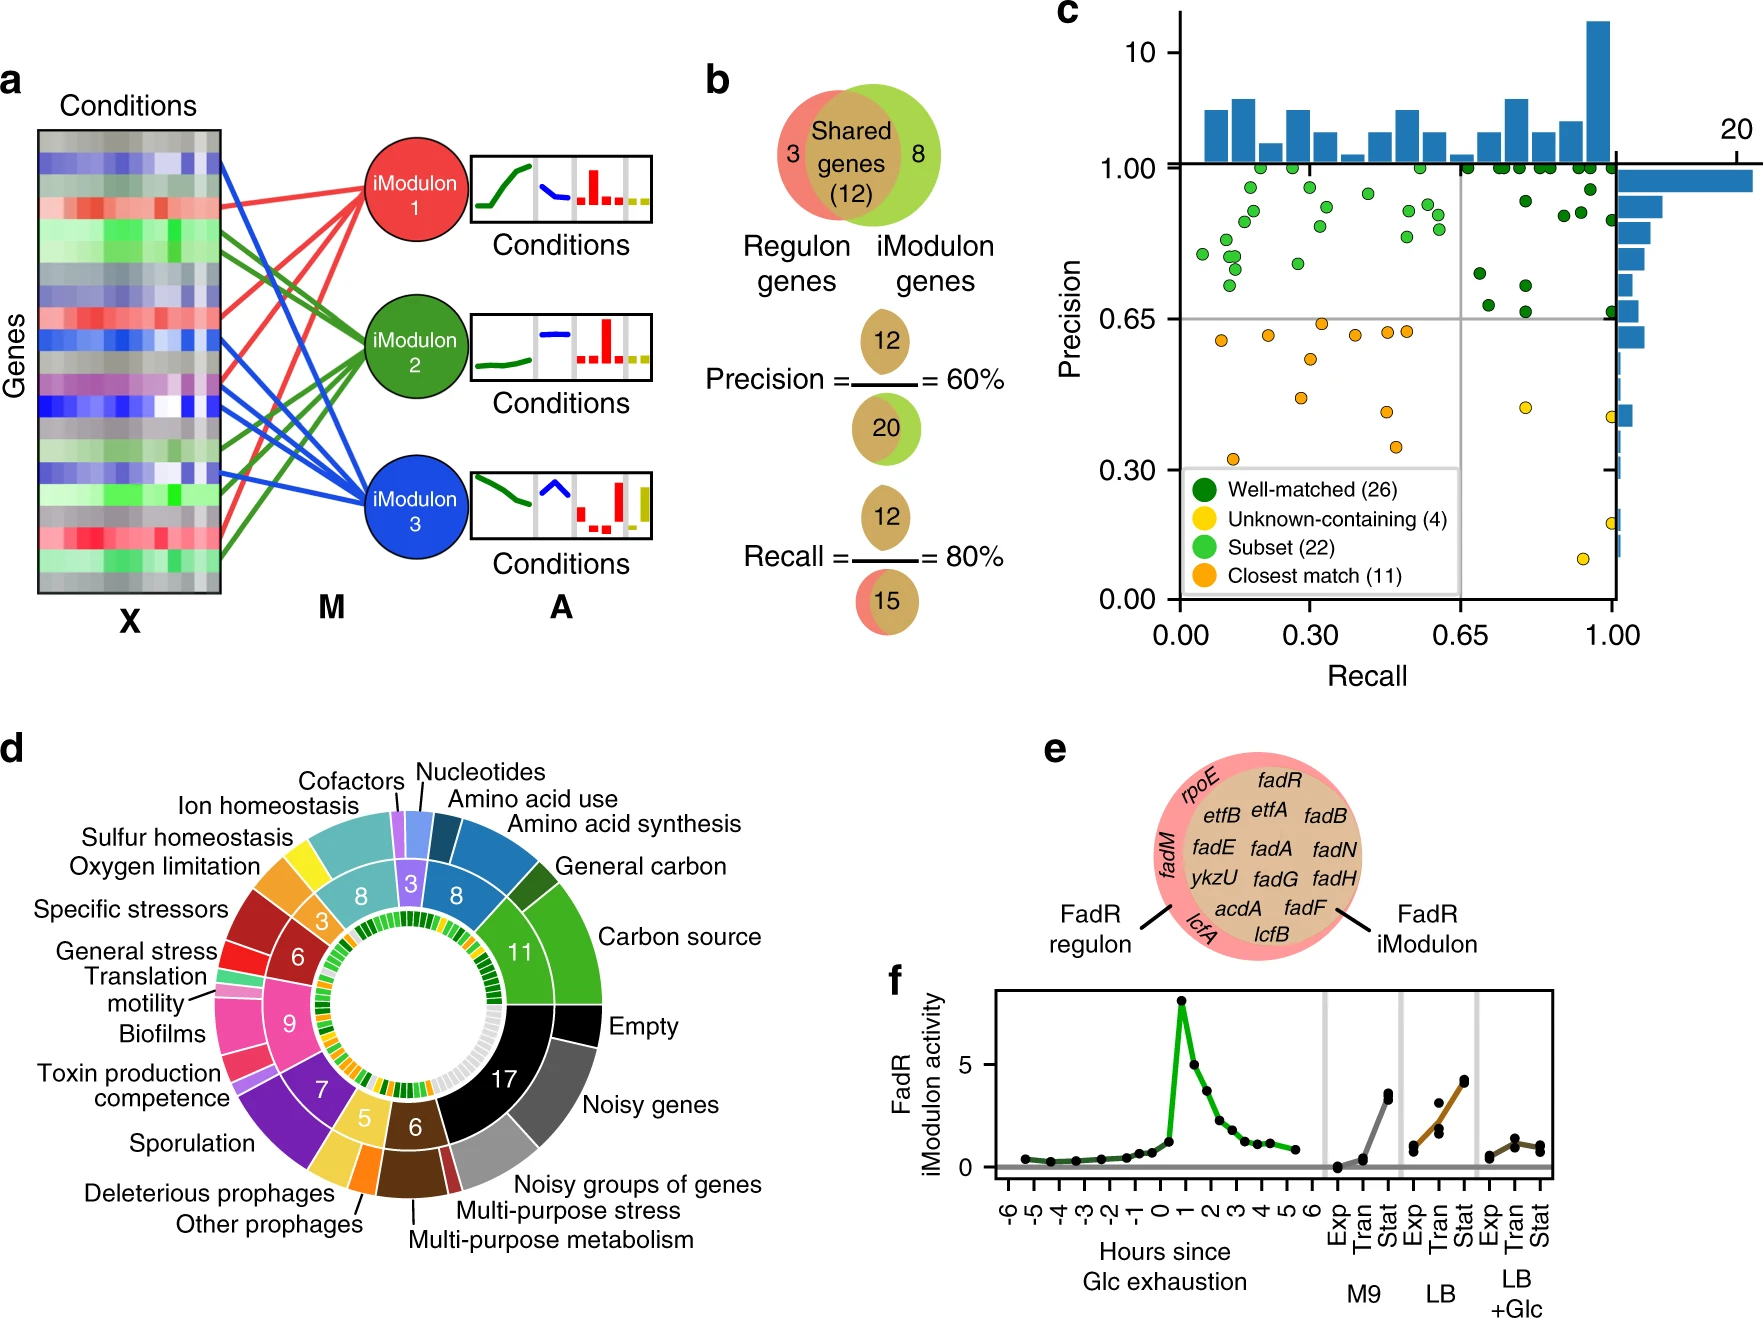 a
Conditions
Genes
X
M
A
iModulon
1
Conditions
iModulon
2
Conditions
iModulon
3
Conditions
b
3
Shared
genes
(12)
8
Regulon
genes
iModulon
genes
Precision =
12
20
= 60%
Recall =
12
15
= 80%
c
10
20
1.00
0.65
0.30
0.00
Precision
Well-matched (26)
Unknown-containing (4)
Subset (22)
Closest match (11)
0.00
0.30
0.65
1.00
Recall
d
Cofactors
Nucleotides
Ion homeostasis
Amino acid use
Sulfur homeostasis
Amino acid synthesis
Oxygen limitation
General carbon
Specific stressors
Carbon source
General stress
Translation
motility
Biofilms
Empty
Toxin production
competence
Noisy genes
Sporulation
Deleterious prophages
Noisy groups of genes
Other prophages
Multi-purpose stress
Multi-purpose metabolism
3
8
8
3
11
6
9
7
5
6
17
e
rpoE
fadM
lcfA
fadR
etfB
etfA
fadB
fadE
fadA
fadN
ykzU
fadG
fadH
acdA
fadF
lcfB
FadR
regulon
FadR
iModulon
f
FadR
iModulon activity
5
0
-6
-5
-4
-3
-2
-1
0
1
2
3
4
5
6
Hours since
Glc exhaustion
Exp
Tran
Stat
M9
Exp
Tran
Stat
LB
Exp
Tran
Stat
LB
+Glc